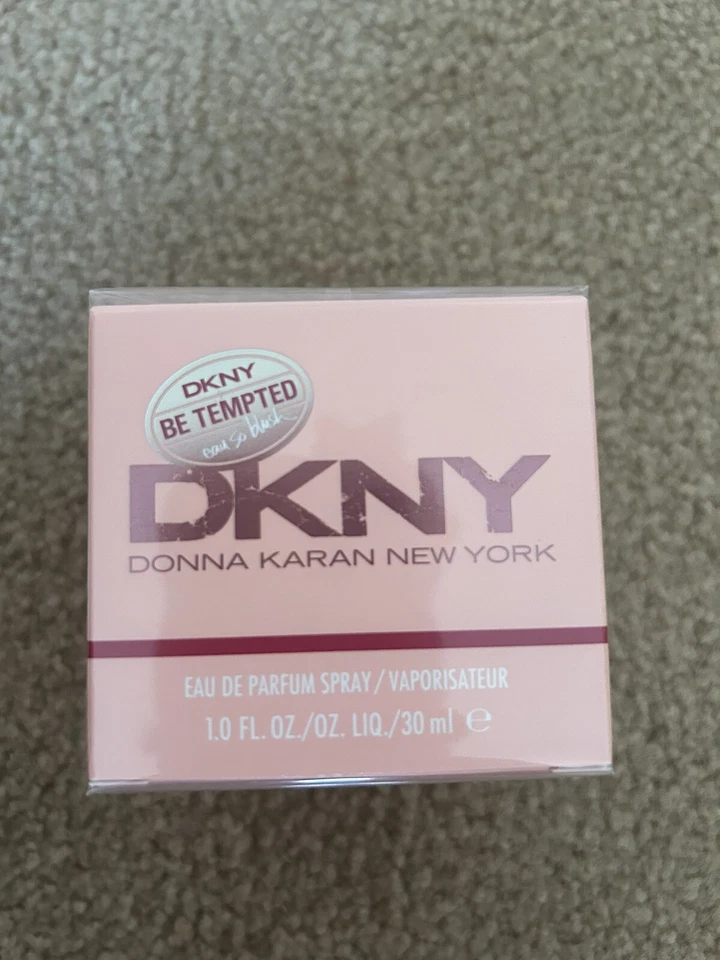 DKNY
BE TEMPTED
eau so blush
DKNY
DONNA KARAN NEW YORK
EAU DE PARFUM SPRAY/VAPORISATEUR
1.0 FL. OZ./OZ. LIQ./30 ml ℮